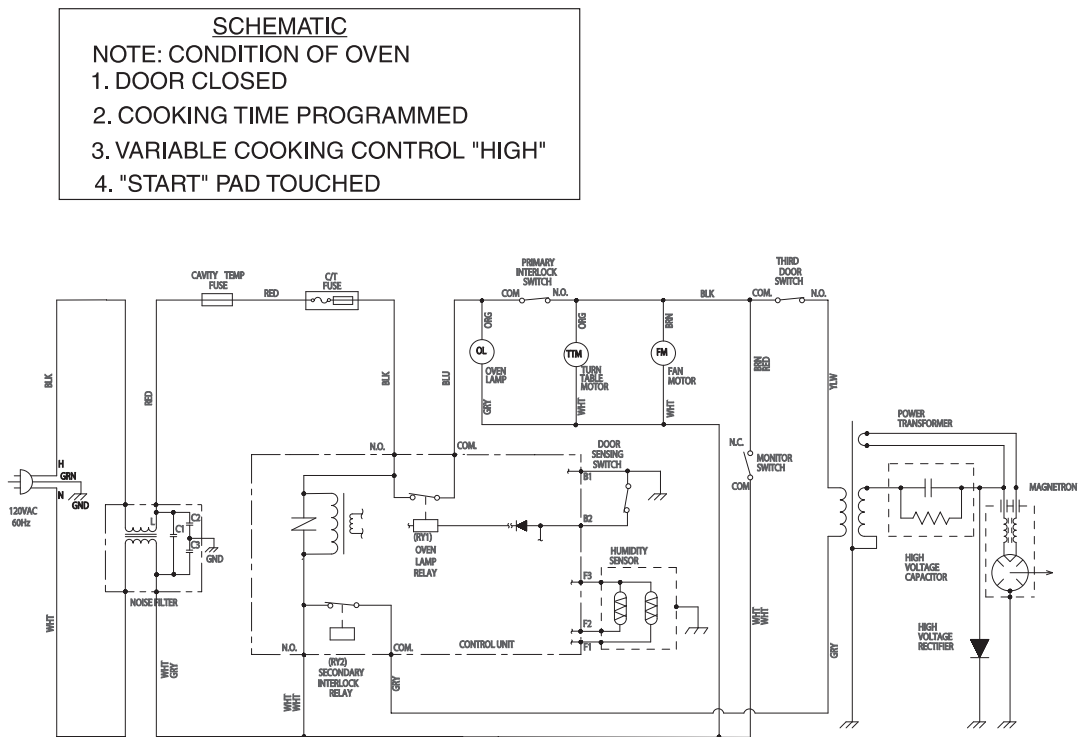 SCHEMATIC
NOTE: CONDITION OF OVEN
1. DOOR CLOSED
2. COOKING TIME PROGRAMMED
3. VARIABLE COOKING CONTROL "HIGH"
4. "START" PAD TOUCHED
CAVITY TEMP
FUSE
RED
C/T
FUSE
PRIMARY
INTERLOCK
SWITCH
COM
N.O.
BLK
THIRD
DOOR
SWITCH
COM.
N.O.
BLK
RED
BLK
BLU
ORG
OL
OVEN
LAMP
GRY
ORG
TTM
TURN
TABLE
MOTOR
WHT
BRN
FM
FAN
MOTOR
WHT
BRN
RED
YLW
N.C.
MONITOR
SWITCH
COM
POWER
TRANSFORMER
MAGNETRON
HIGH
VOLTAGE
CAPACITOR
HIGH
VOLTAGE
RECTIFIER
H
GRN
N
GND
120VAC
60Hz
L
C1
C2
C3
GND
NOISE FILTER
WHT
WHT
GRY
N.O.
COM.
(RY1)
OVEN
LAMP
RELAY
DOOR
SENSING
SWITCH
B1
B2
HUMIDITY
SENSOR
F3
F2
F1
CONTROL UNIT
N.O.
COM.
(RY2)
SECONDARY
INTERLOCK
RELAY
WHT
WHT
GRY
WHT
WHT
GRY